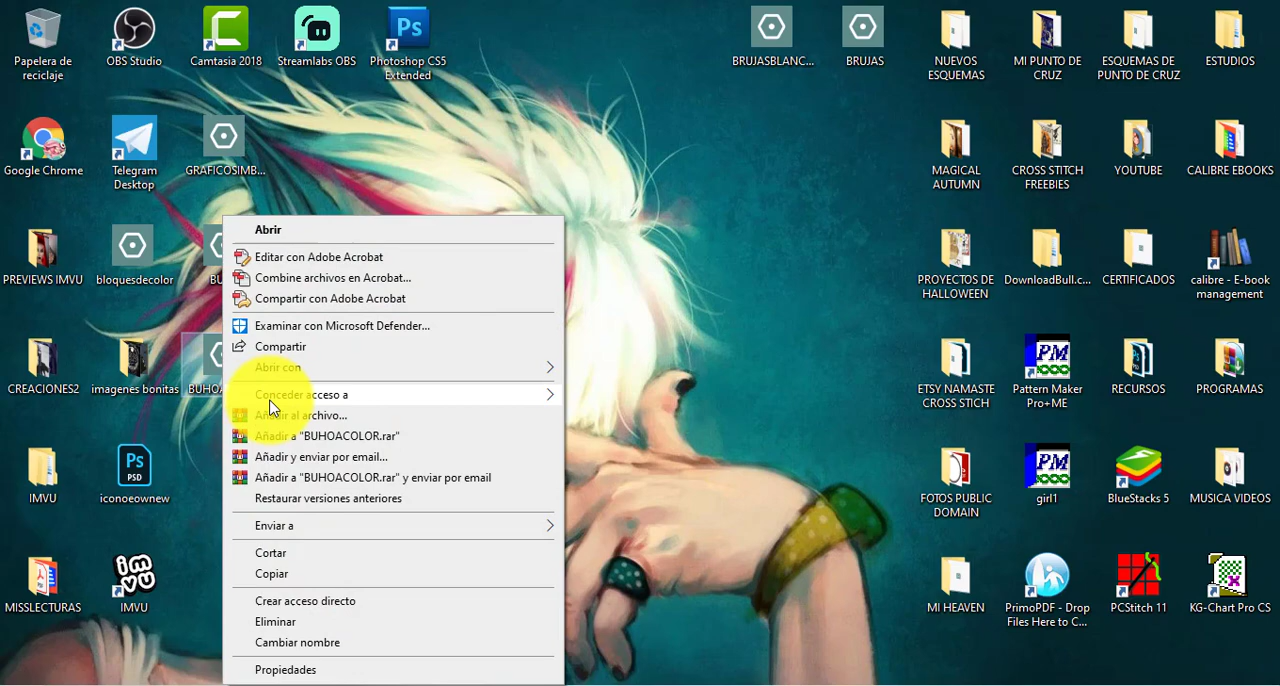 Papelera de
reciclaje
OBS Studio
Camtasia 2018
Streamlabs OBS
Photoshop CS5
Extended
BRUJASBLANC...
BRUJAS
NUEVOS
ESQUEMAS
MI PUNTO DE
CRUZ
ESQUEMAS DE
PUNTO DE CRUZ
ESTUDIOS
Google Chrome
Telegram
Desktop
GRAFICOSIMB...
MAGICAL
AUTUMN
CROSS STITCH
FREEBIES
YOUTUBE
CALIBRE EBOOKS
PREVIEWS IMVU
bloquesdecolor
PROYECTOS DE
HALLOWEEN
DownloadBull.c...
CERTIFICADOS
calibre - E-book
management
CREACIONES2
imagenes bonitas
ETSY NAMASTE
CROSS STICH
Pattern Maker
Pro+ME
RECURSOS
PROGRAMAS
IMVU
iconoeownew
FOTOS PUBLIC
DOMAIN
girl1
BlueStacks 5
MUSICA VIDEOS
MISSLECTURAS
IMVU
MI HEAVEN
PrimoPDF - Drop
Files Here to C...
PCStitch 11
KG-Chart Pro CS
Abrir
Editar con Adobe Acrobat
Combine archivos en Acrobat...
Compartir con Adobe Acrobat
Examinar con Microsoft Defender...
Compartir
Abrir con
Conceder acceso a
Añadir al archivo...
Añadir a "BUHOACOLOR.rar"
Añadir y enviar por email...
Añadir a "BUHOACOLOR.rar" y enviar por email
Restaurar versiones anteriores
Enviar a
Cortar
Copiar
Crear acceso directo
Eliminar
Cambiar nombre
Propiedades